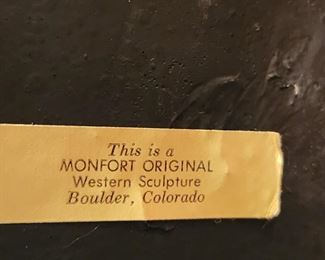 This is a
MONFORT ORIGINAL
Western Sculpture
Boulder, Colorado